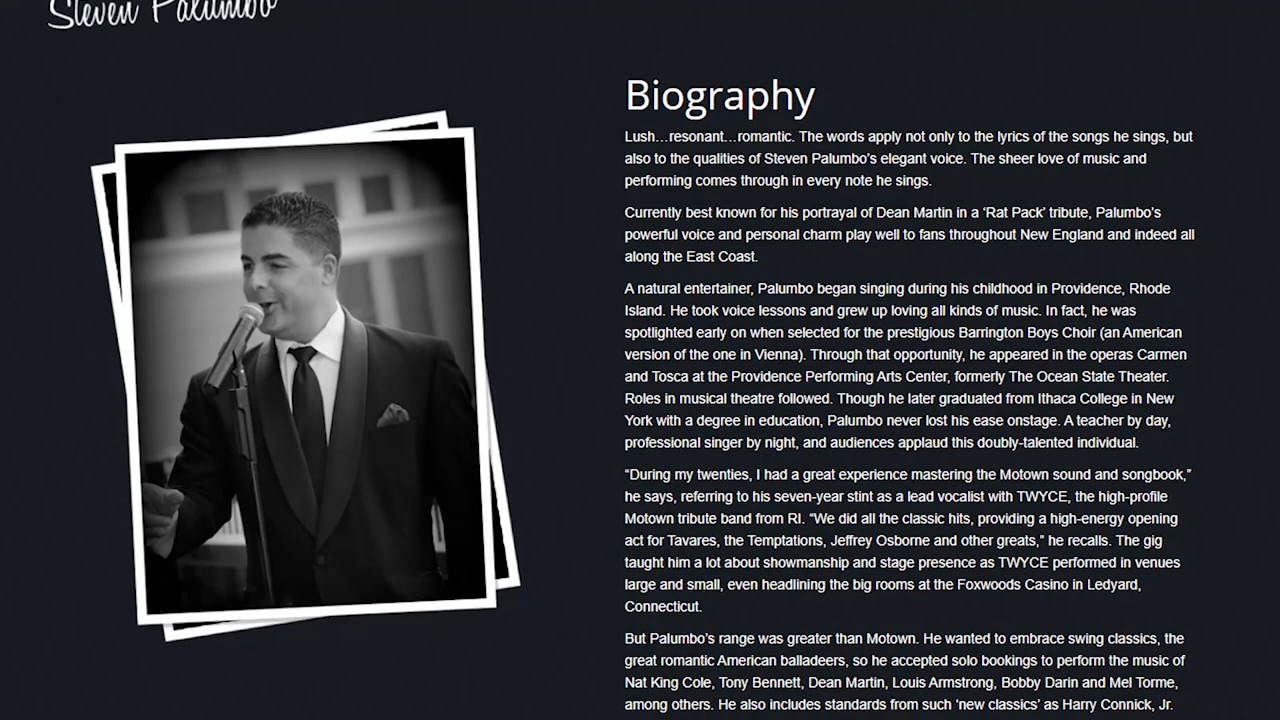 Steven Palumbo
Biography
Lush…resonant…romantic. The words apply not only to the lyrics of the songs he sings, but
also to the qualities of Steven Palumbo’s elegant voice. The sheer love of music and
performing comes through in every note he sings.
Currently best known for his portrayal of Dean Martin in a ‘Rat Pack’ tribute, Palumbo’s
powerful voice and personal charm play well to fans throughout New England and indeed all
along the East Coast.
A natural entertainer, Palumbo began singing during his childhood in Providence, Rhode
Island. He took voice lessons and grew up loving all kinds of music. In fact, he was
spotlighted early on when selected for the prestigious Barrington Boys Choir (an American
version of the one in Vienna). Through that opportunity, he appeared in the operas Carmen
and Tosca at the Providence Performing Arts Center, formerly The Ocean State Theater.
Roles in musical theatre followed. Though he later graduated from Ithaca College in New
York with a degree in education, Palumbo never lost his ease onstage. A teacher by day,
professional singer by night, and audiences applaud this doubly-talented individual.
“During my twenties, I had a great experience mastering the Motown sound and songbook,”
he says, referring to his seven-year stint as a lead vocalist with TWYCE, the high-profile
Motown tribute band from RI. “We did all the classic hits, providing a high-energy opening
act for Tavares, the Temptations, Jeffrey Osborne and other greats,” he recalls. The gig
taught him a lot about showmanship and stage presence as TWYCE performed in venues
large and small, even headlining the big rooms at the Foxwoods Casino in Ledyard,
Connecticut.
But Palumbo’s range was greater than Motown. He wanted to embrace swing classics, the
great romantic American balladeers, so he accepted solo bookings to perform the music of
Nat King Cole, Tony Bennett, Dean Martin, Louis Armstrong, Bobby Darin and Mel Torme,
among others. He also includes standards from such ‘new classics’ as Harry Connick, Jr.